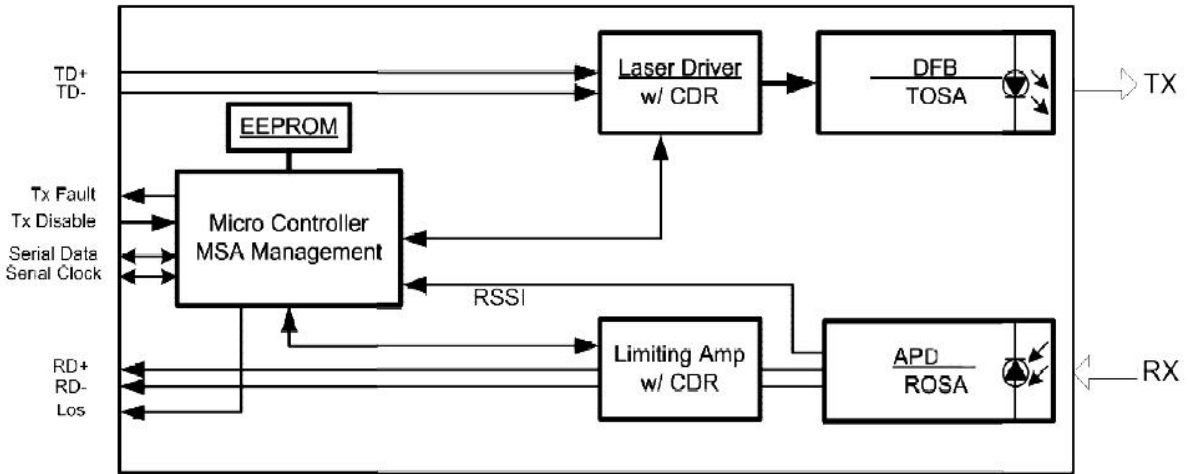 TD+
TD-
Laser Driver
w/ CDR
DFB
TOSA
TX
EEPROM
Tx Fault
Tx Disable
Serial Data
Serial Clock
Micro Controller
MSA Management
RSSI
RD+
RD-
Los
Limiting Amp
w/ CDR
APD
ROSA
RX